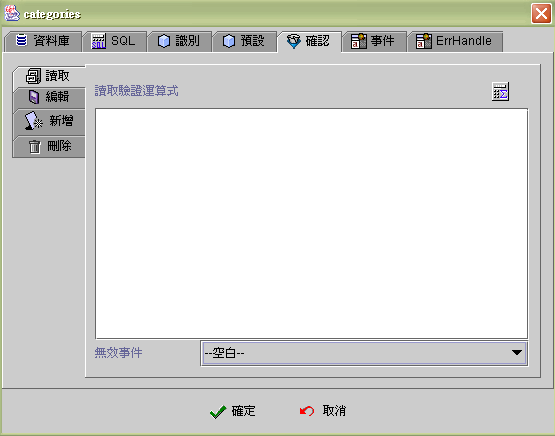 categories
資料庫 SQL 識別 預設 確認 事件 ErrHandle
讀取
編輯
新增
刪除
讀取驗證運算式
無效事件 --空白--
確定 取消